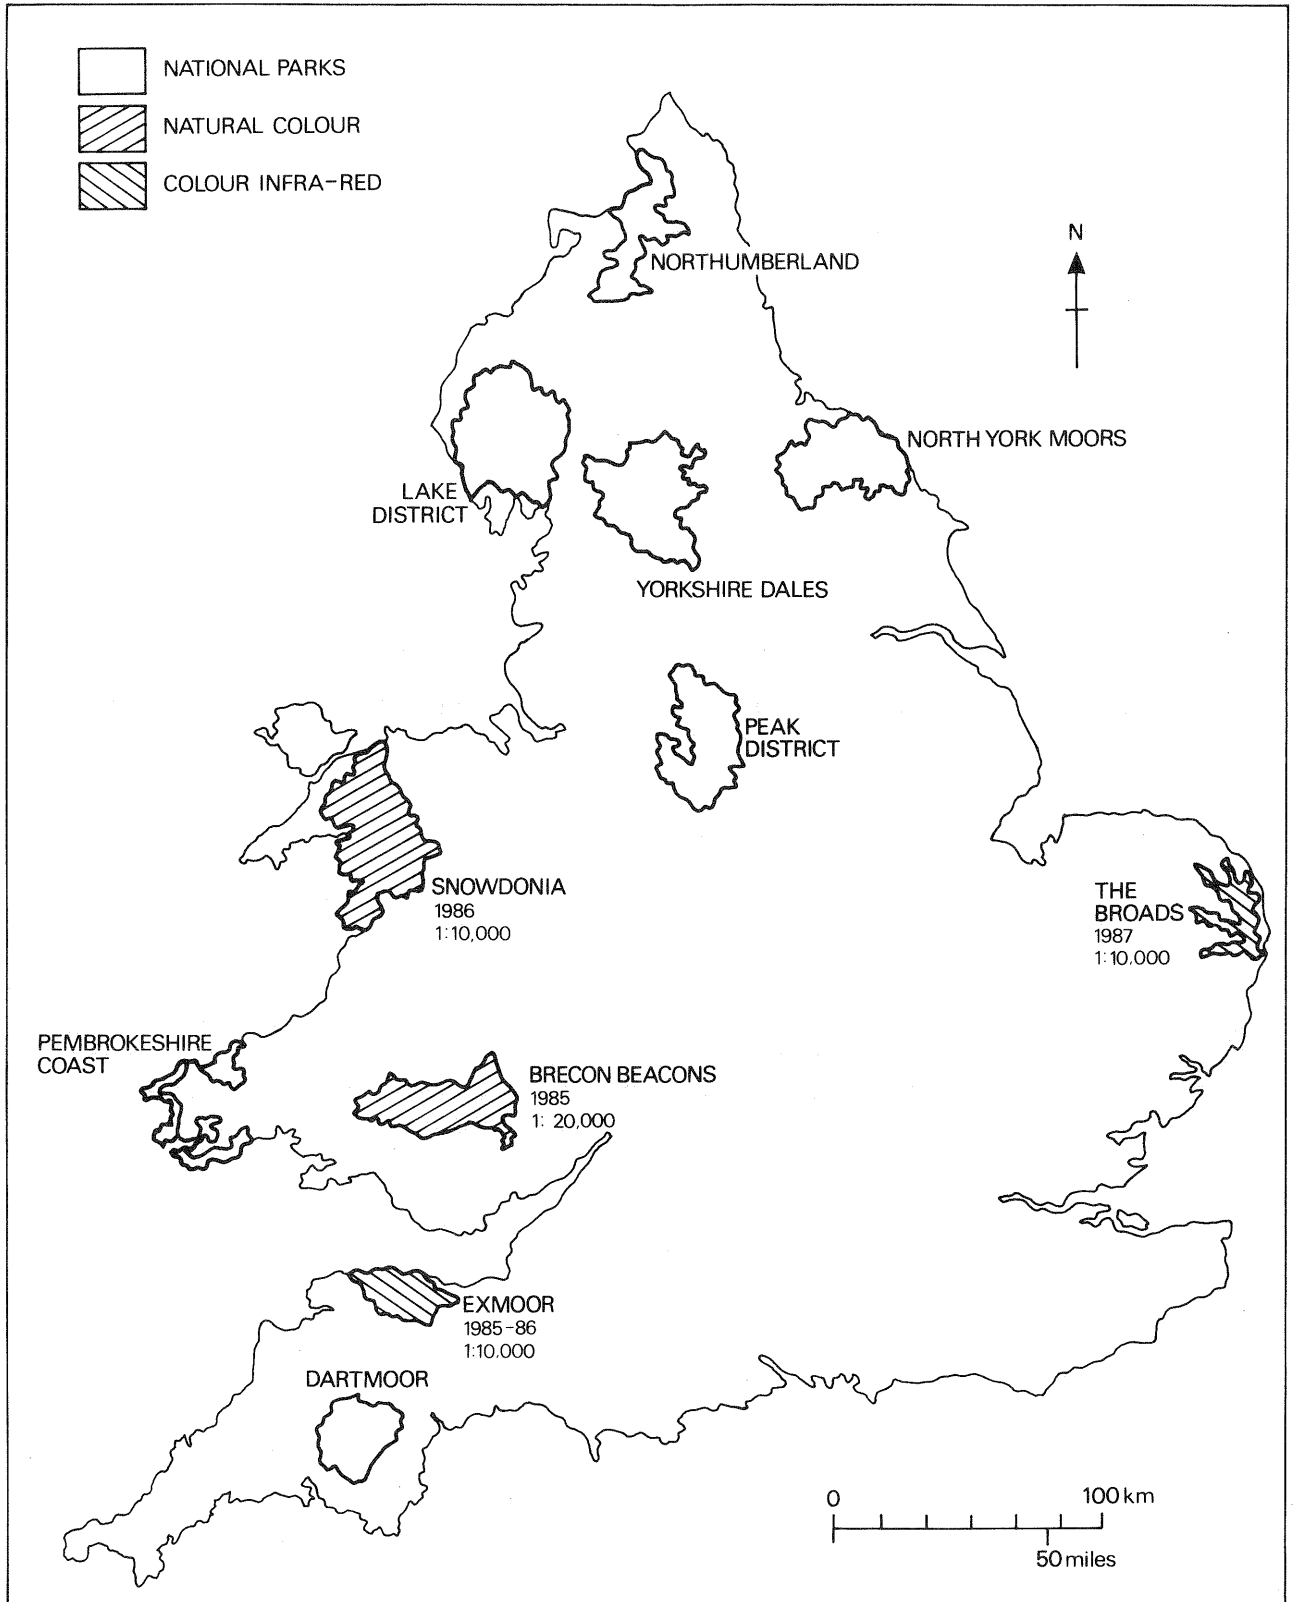 NATIONAL PARKS
NATURAL COLOUR
COLOUR INFRA-RED
N
NORTHUMBERLAND
NORTH YORK MOORS
LAKE
DISTRICT
YORKSHIRE DALES
PEAK
DISTRICT
SNOWDONIA
1986
1:10,000
THE
BROADS
1987
1:10,000
PEMBROKESHIRE
COAST
BRECON BEACONS
1985
1: 20,000
EXMOOR
1985-86
1:10.000
DARTMOOR
0
100 km
50 miles